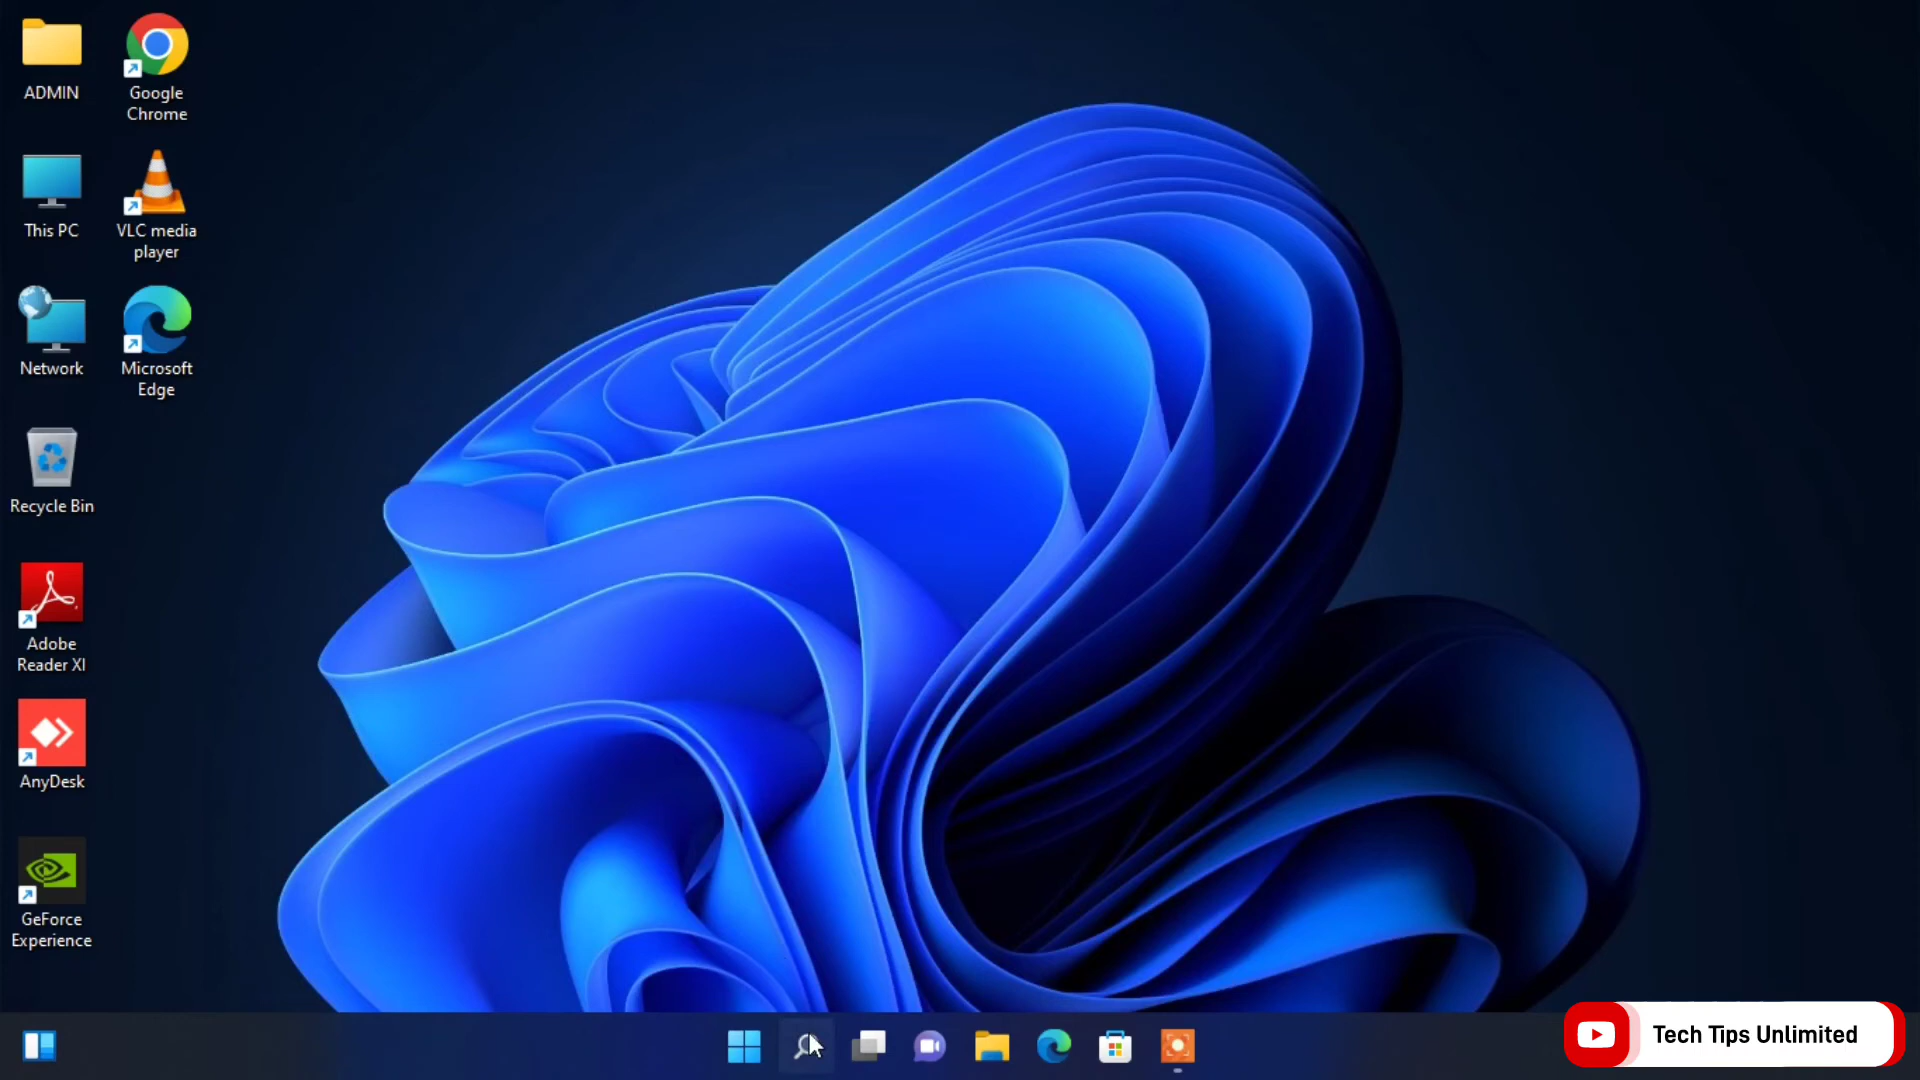 ADMIN
Google
Chrome
This PC
VLC media
player
Network
Microsoft
Edge
Recycle Bin
Adobe
Reader XI
AnyDesk
GeForce
Experience
Tech Tips Unlimited